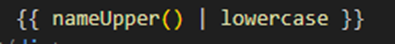 {{ nameUpper() | lowercase }}